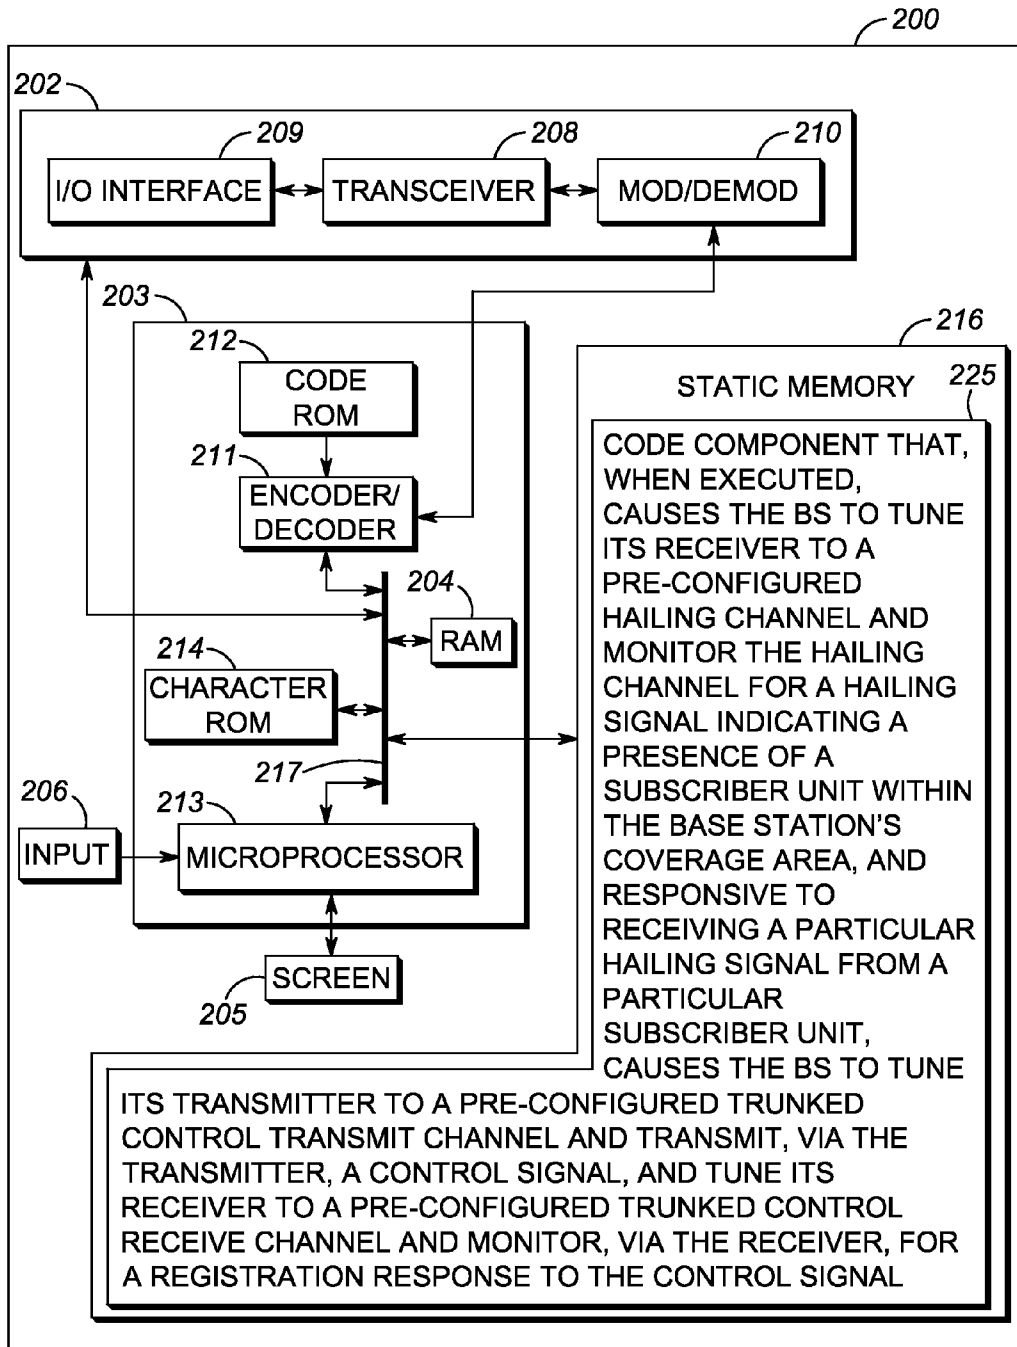 200
202
209
208
210
I/O INTERFACE
TRANSCEIVER
MOD/DEMOD
203
212
CODE
ROM
211
ENCODER/
DECODER
204
RAM
214
CHARACTER
ROM
217
206
213
INPUT
MICROPROCESSOR
SCREEN
205
216
STATIC MEMORY
225
CODE COMPONENT THAT,
WHEN EXECUTED,
CAUSES THE BS TO TUNE
ITS RECEIVER TO A
PRE-CONFIGURED
HAILING CHANNEL AND
MONITOR THE HAILING
CHANNEL FOR A HAILING
SIGNAL INDICATING A
PRESENCE OF A
SUBSCRIBER UNIT WITHIN
THE BASE STATION'S
COVERAGE AREA, AND
RESPONSIVE TO
RECEIVING A PARTICULAR
HAILING SIGNAL FROM A
PARTICULAR
SUBSCRIBER UNIT,
CAUSES THE BS TO TUNE
ITS TRANSMITTER TO A PRE-CONFIGURED TRUNKED
CONTROL TRANSMIT CHANNEL AND TRANSMIT, VIA THE
TRANSMITTER, A CONTROL SIGNAL, AND TUNE ITS
RECEIVER TO A PRE-CONFIGURED TRUNKED CONTROL
RECEIVE CHANNEL AND MONITOR, VIA THE RECEIVER, FOR
A REGISTRATION RESPONSE TO THE CONTROL SIGNAL